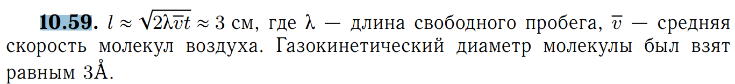 10.59. l ≈ √2λv̄t ≈ 3 см, где λ — длина свободного пробега, v̄ — средняя
скорость молекул воздуха. Газокинетический диаметр молекулы был взят
равным 3Å.